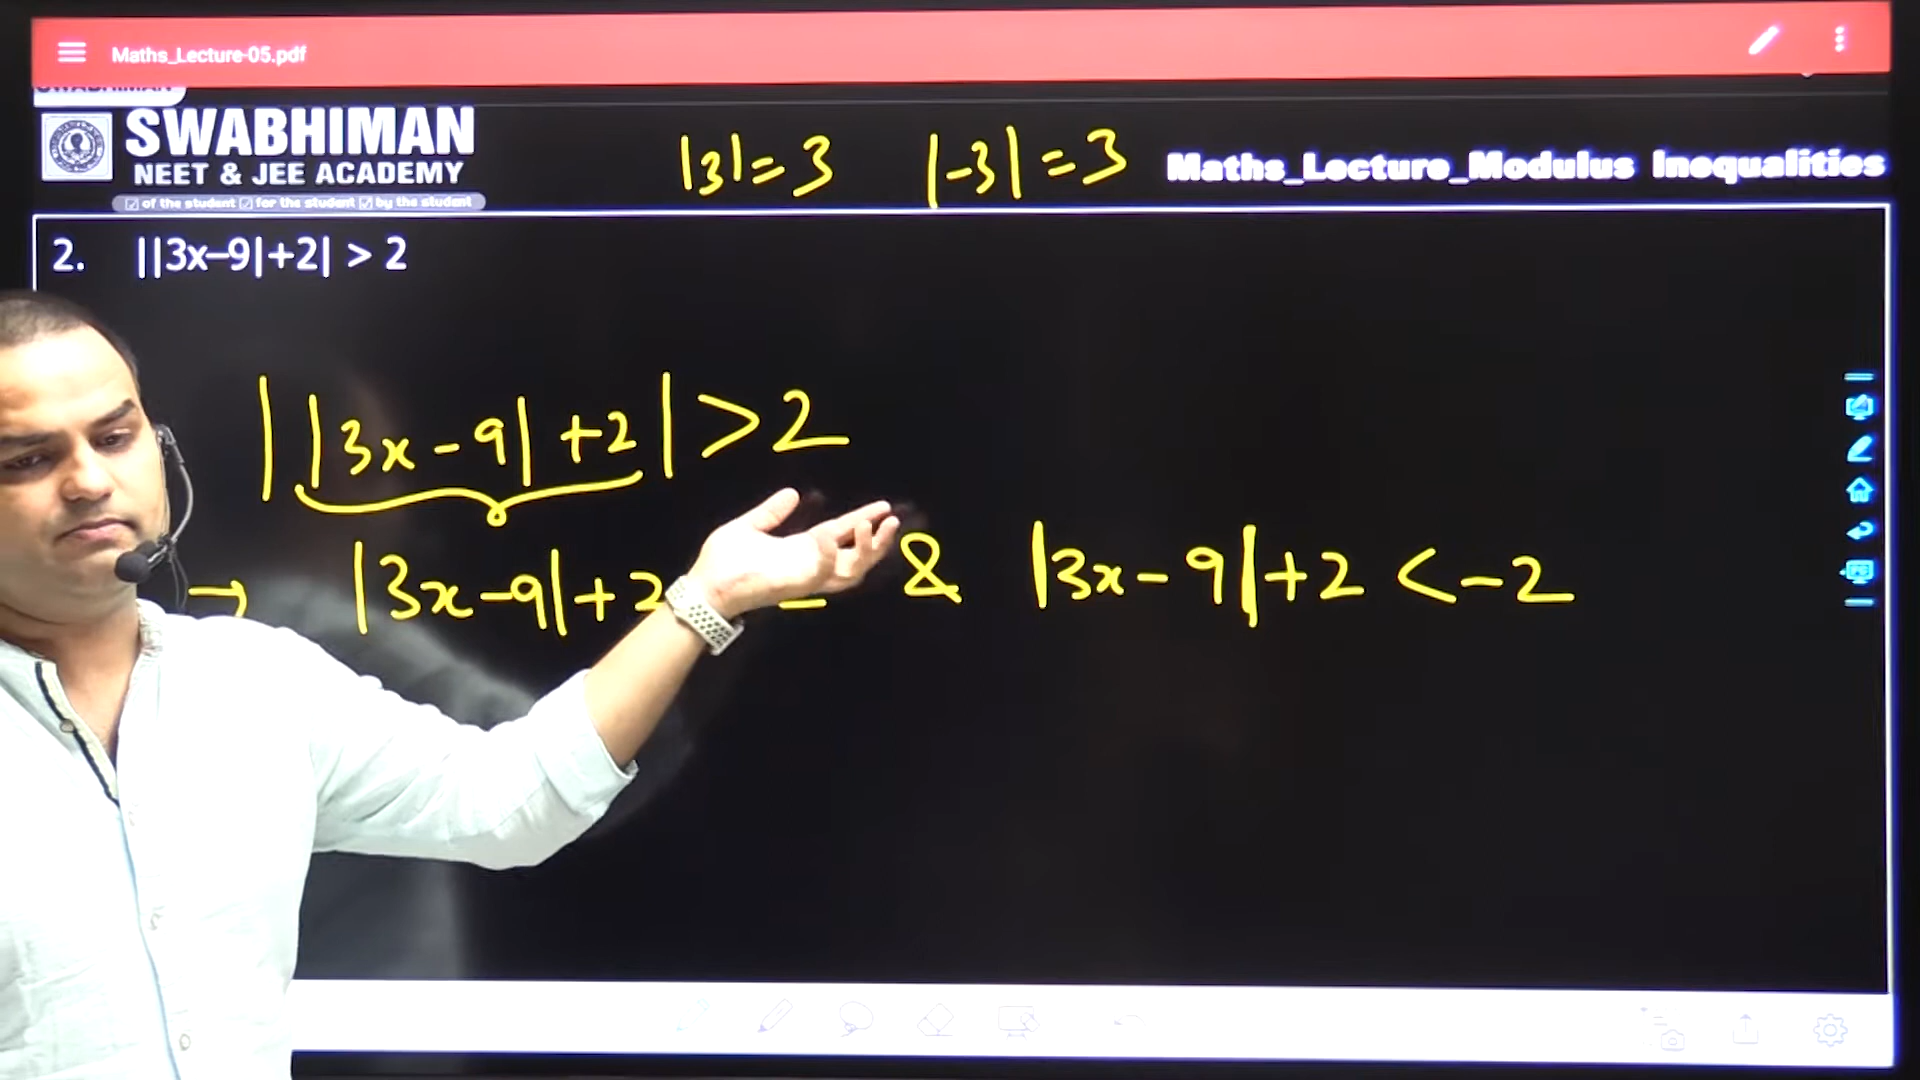 Maths_Lecture-05.pdf
SWABHIMAN
SWABHIMAN
NEET & JEE ACADEMY
☑ of the student ☑ for the student ☑ by the student
|3| = 3 |-3| = 3
Maths_Lecture_Modulus Inequalities
2. ||3x–9|+2| > 2
| |3x - 9| + 2 | > 2
→ |3x - 9| + 2 & |3x - 9| + 2 < - 2